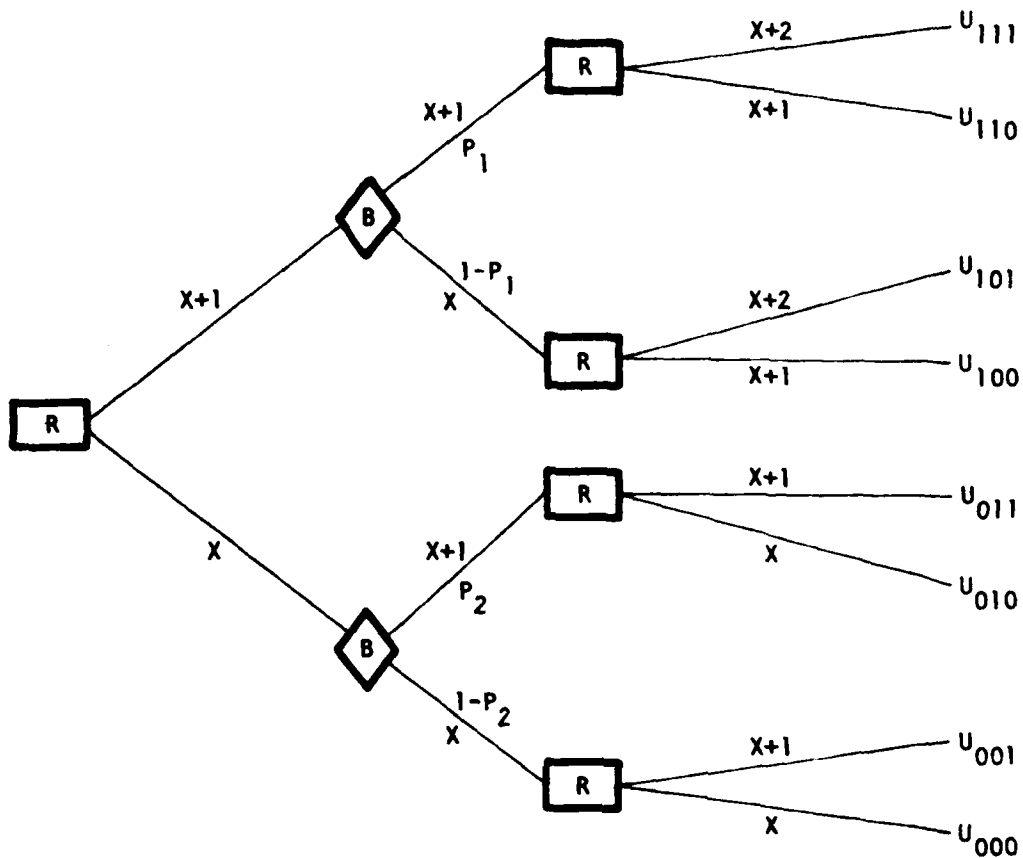 X+2
U111
R
X+1
X+1
U110
P1
B
1-P1
X
X+2
U101
X+1
R
X+1
U100
R
X+1
R
U011
X
X+1
X
P2
U010
B
1-P2
X
X+1
U001
R
X
U000